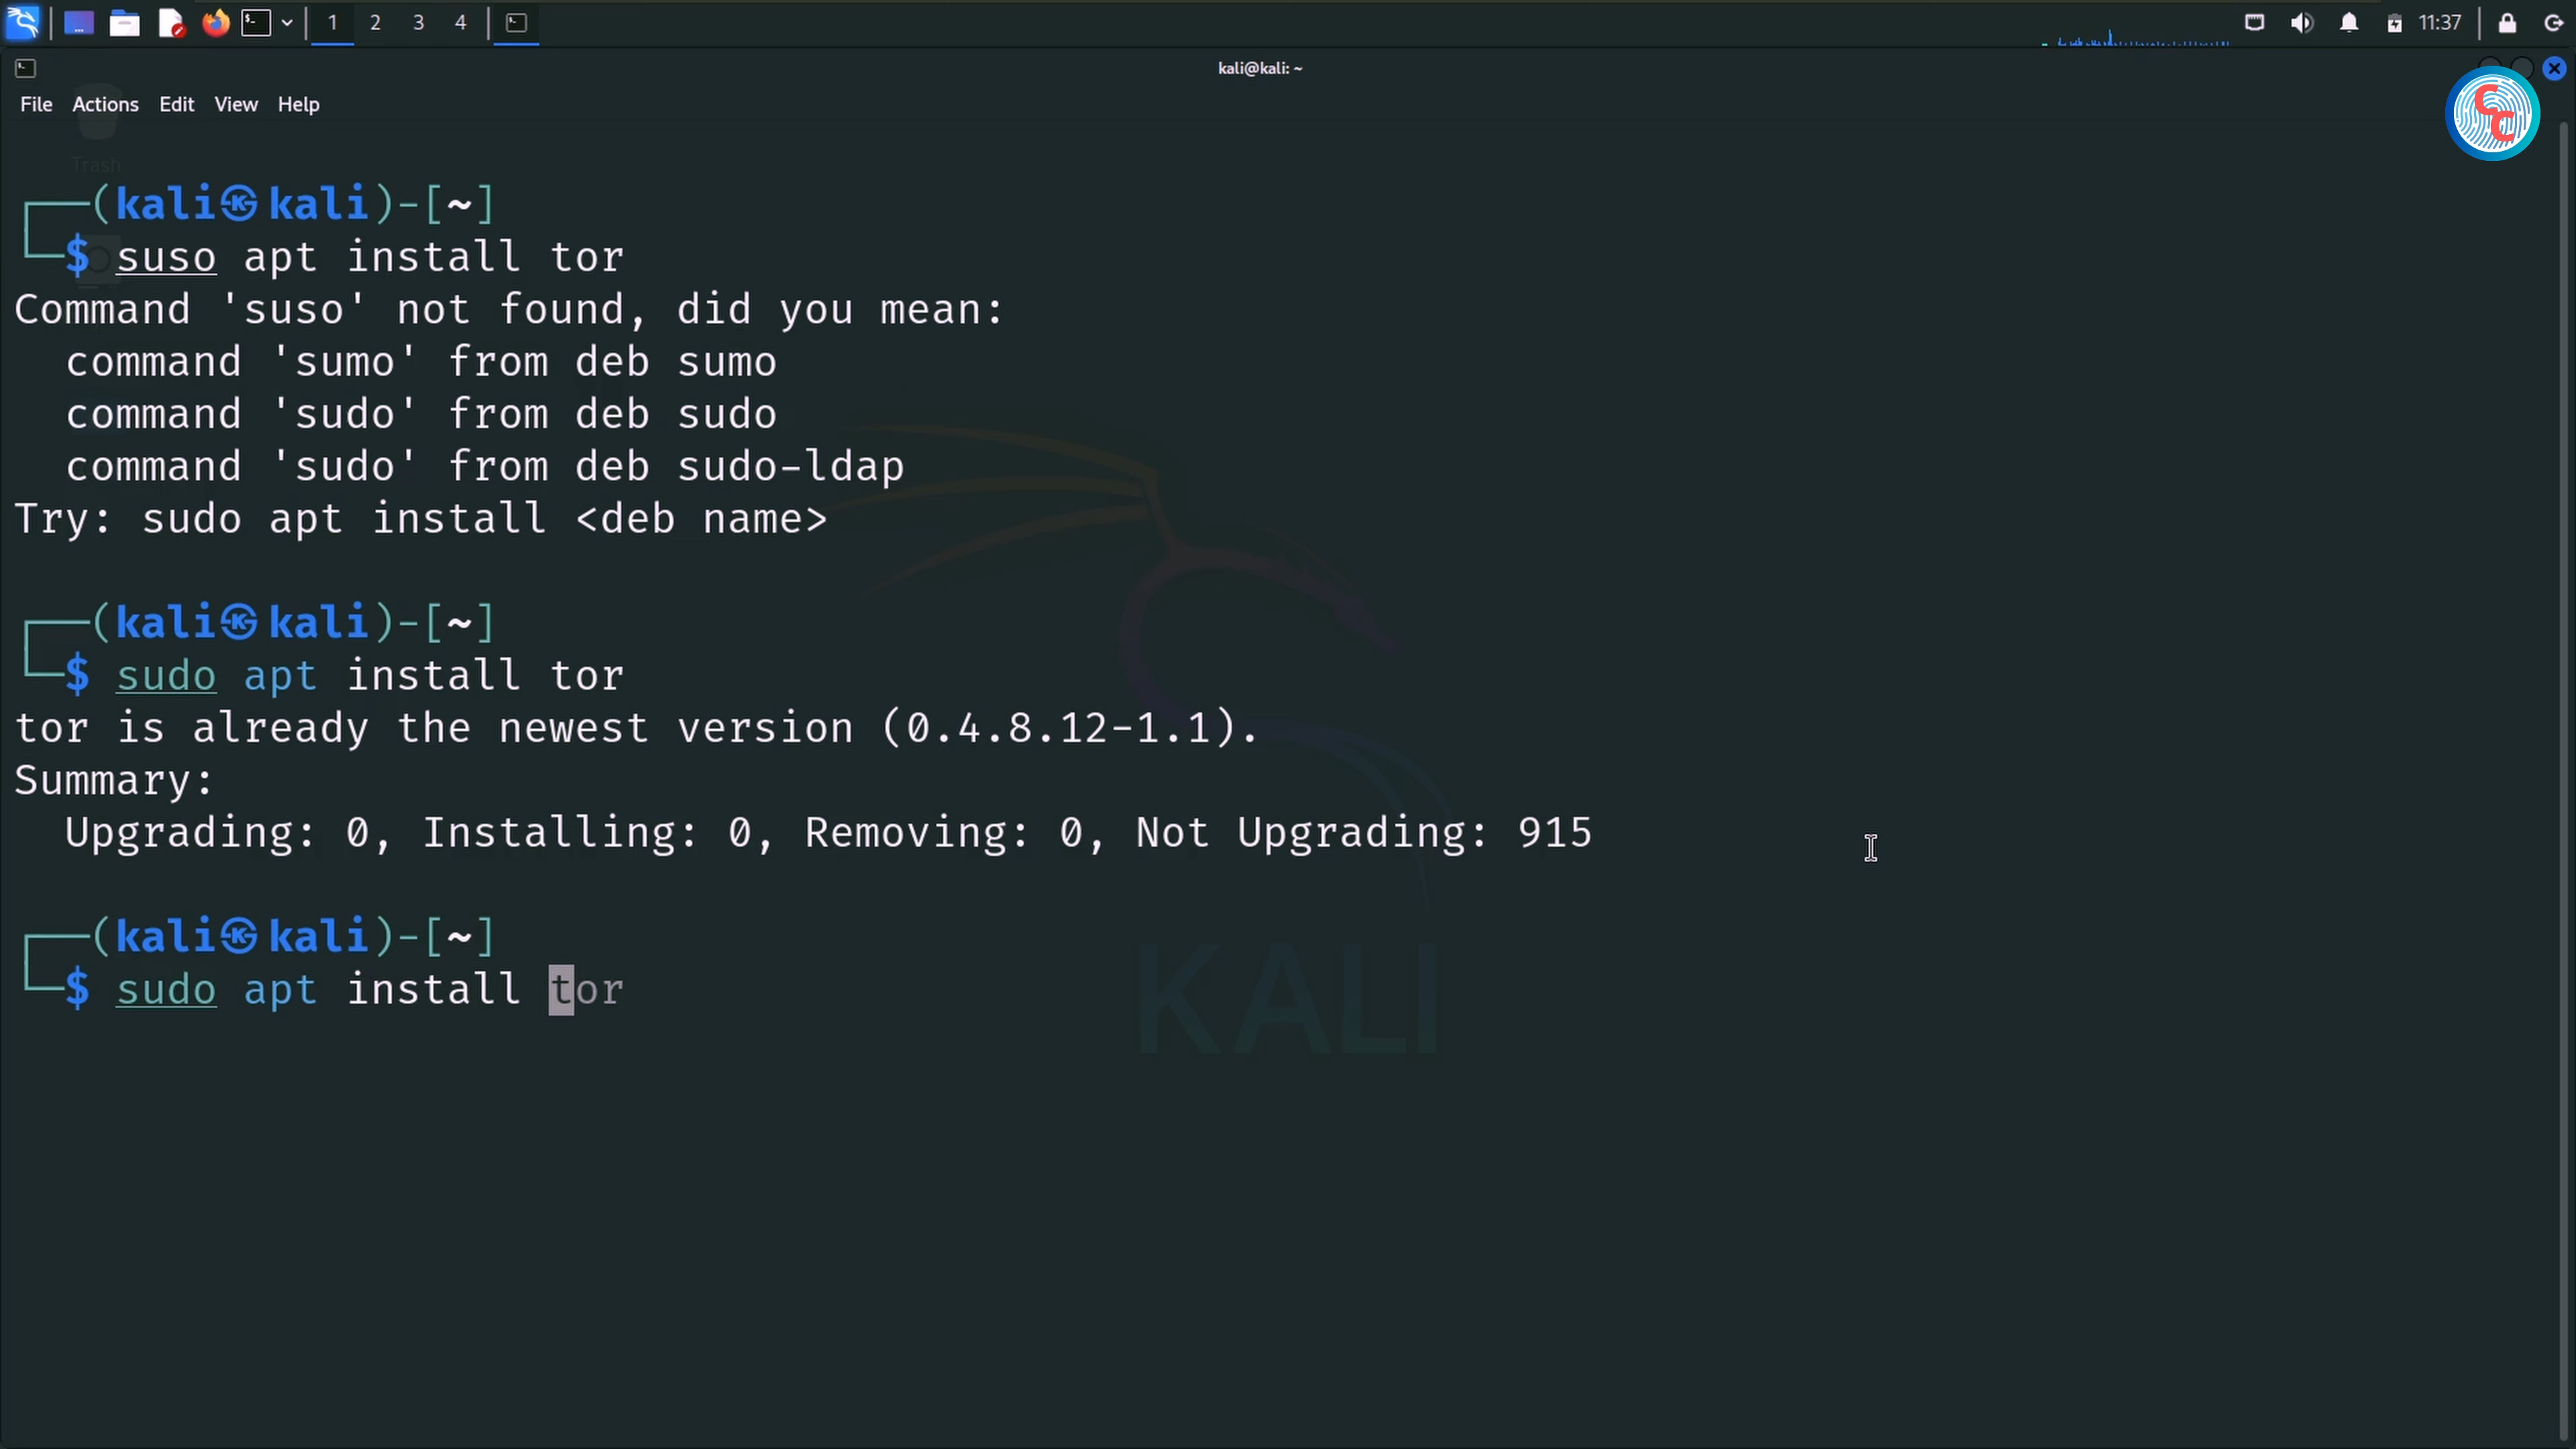 1 2 3 4
11:37
kali@kali: ~
File Actions Edit View Help
Trash
CC
(kali㉿kali)-[~]
$ suso apt install tor
Command 'suso' not found, did you mean:
command 'sumo' from deb sumo
command 'sudo' from deb sudo
command 'sudo' from deb sudo-ldap
Try: sudo apt install <deb name>
(kali㉿kali)-[~]
$ sudo apt install tor
tor is already the newest version (0.4.8.12-1.1).
Summary:
Upgrading: 0, Installing: 0, Removing: 0, Not Upgrading: 915
(kali㉿kali)-[~]
$ sudo apt install tor
KALI